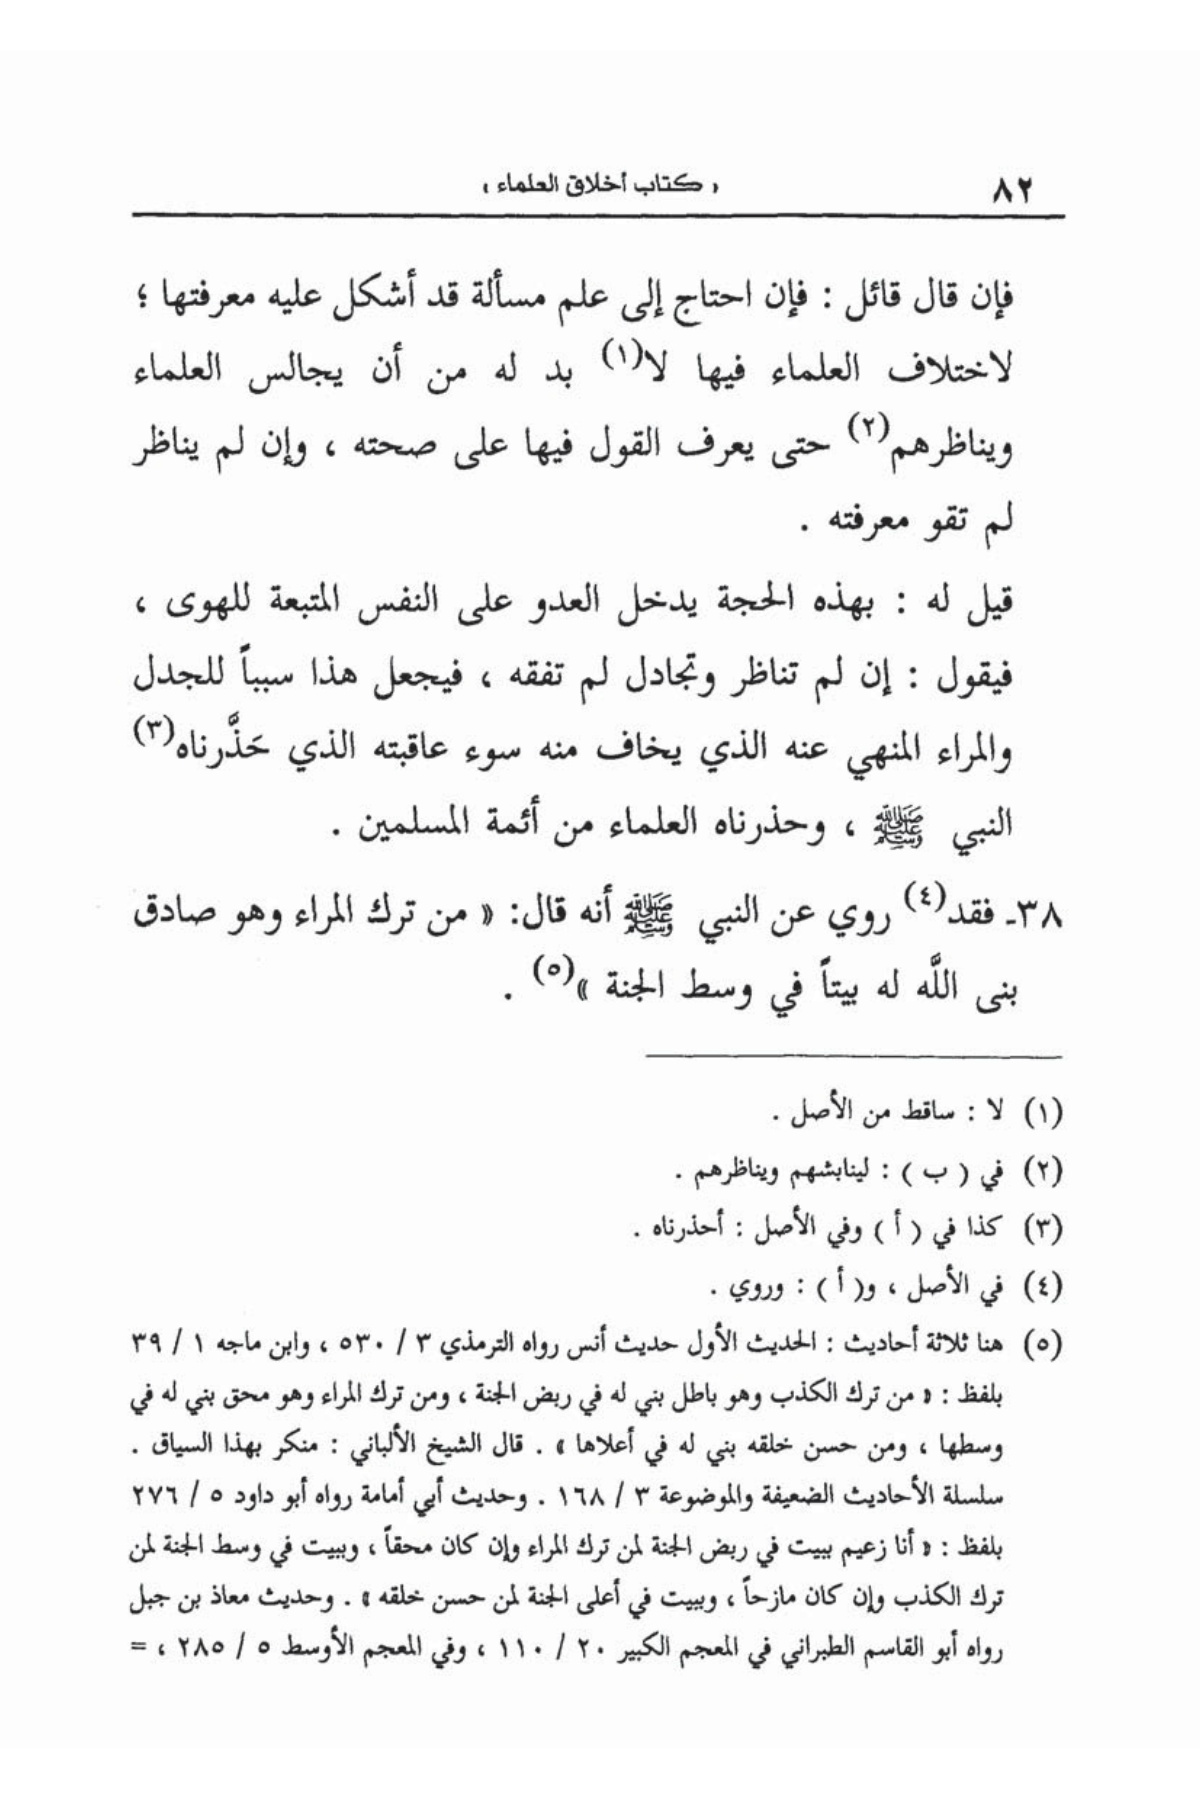 ٨٢
« كتاب أخلاق العلماء »
فإن قال قائل : فإن احتاج إلى علم مسألة قد أشكل عليه معرفتها ؛
لاختلاف العلماء فيها لا(١) بد له من أن يجالس العلماء
ويناظرهم(٢) حتى يعرف القول فيها على صحته ، وإن لم يناظر
لم تقو معرفته .
قيل له : بهذه الحجة يدخل العدو على النفس المتبعة للهوى ،
فيقول : إن لم تناظر وتجادل لم تفقه ، فيجعل هذا سبباً للجدل
والمراء المنهي عنه الذي يخاف منه سوء عاقبته الذي حَذَّرناه(٣)
النبي ﷺ ، وحذرناه العلماء من أئمة المسلمين .
٣٨ـ فقد(٤) روي عن النبي ﷺ أنه قال: « من ترك المراء وهو صادق
بنى اللَّه له بيتاً في وسط الجنة »(٥) .
(١) لا : ساقط من الأصل .
(٢) في ( ب ) : لينابشهم ويناظرهم .
(٣) كذا في ( أ ) وفي الأصل : أحذرناه .
(٤) في الأصل ، و( أ ) : وروي .
(٥) هنا ثلاثة أحاديث : الحديث الأول حديث أنس رواه الترمذي ٣ / ٥٣٠ ، وابن ماجه ١ / ٣٩
بلفظ : « من ترك الكذب وهو باطل بني له في ربض الجنة ، ومن ترك المراء وهو محق بني له في
وسطها ، ومن حسن خلقه بني له في أعلاها » . قال الشيخ الألباني : منكر بهذا السياق .
سلسلة الأحاديث الضعيفة والموضوعة ٣ / ١٦٨ . وحديث أبي أمامة رواه أبو داود ٥ / ٢٧٦
بلفظ : « أنا زعيم ببيت في ربض الجنة لمن ترك المراء وإن كان محقاً ، وببيت في وسط الجنة لمن
ترك الكذب وإن كان مازحاً ، وببيت في أعلى الجنة لمن حسن خلقه » . وحديث معاذ بن جبل
رواه أبو القاسم الطبراني في المعجم الكبير ٢٠ / ١١٠ ، وفي المعجم الأوسط ٥ / ٢٨٥ ، =